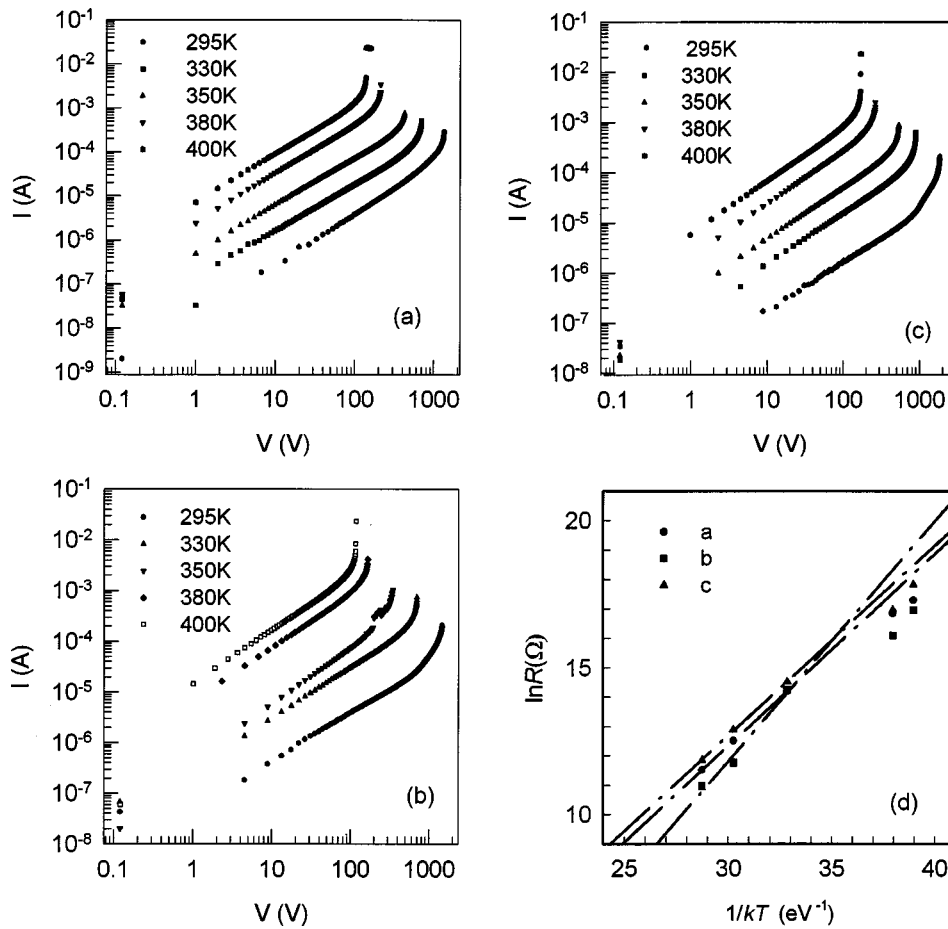 10⁻¹
10⁻²
10⁻³
10⁻⁴
10⁻⁵
10⁻⁶
10⁻⁷
10⁻⁸
10⁻⁹
I (A)
295K
330K
350K
380K
400K
(a)
0.1 1 10 100 1000
V (V)
10⁻¹
10⁻²
10⁻³
10⁻⁴
10⁻⁵
10⁻⁶
10⁻⁷
10⁻⁸
I (A)
295K
330K
350K
380K
400K
(c)
0.1 1 10 100 1000
V (V)
10⁻¹
10⁻²
10⁻³
10⁻⁴
10⁻⁵
10⁻⁶
10⁻⁷
10⁻⁸
I (A)
295K
330K
350K
380K
400K
(b)
0.1 1 10 100 1000
V (V)
20
15
10
lnR(Ω)
a
b
c
(d)
25 30 35 40
1/kT (eV⁻¹)